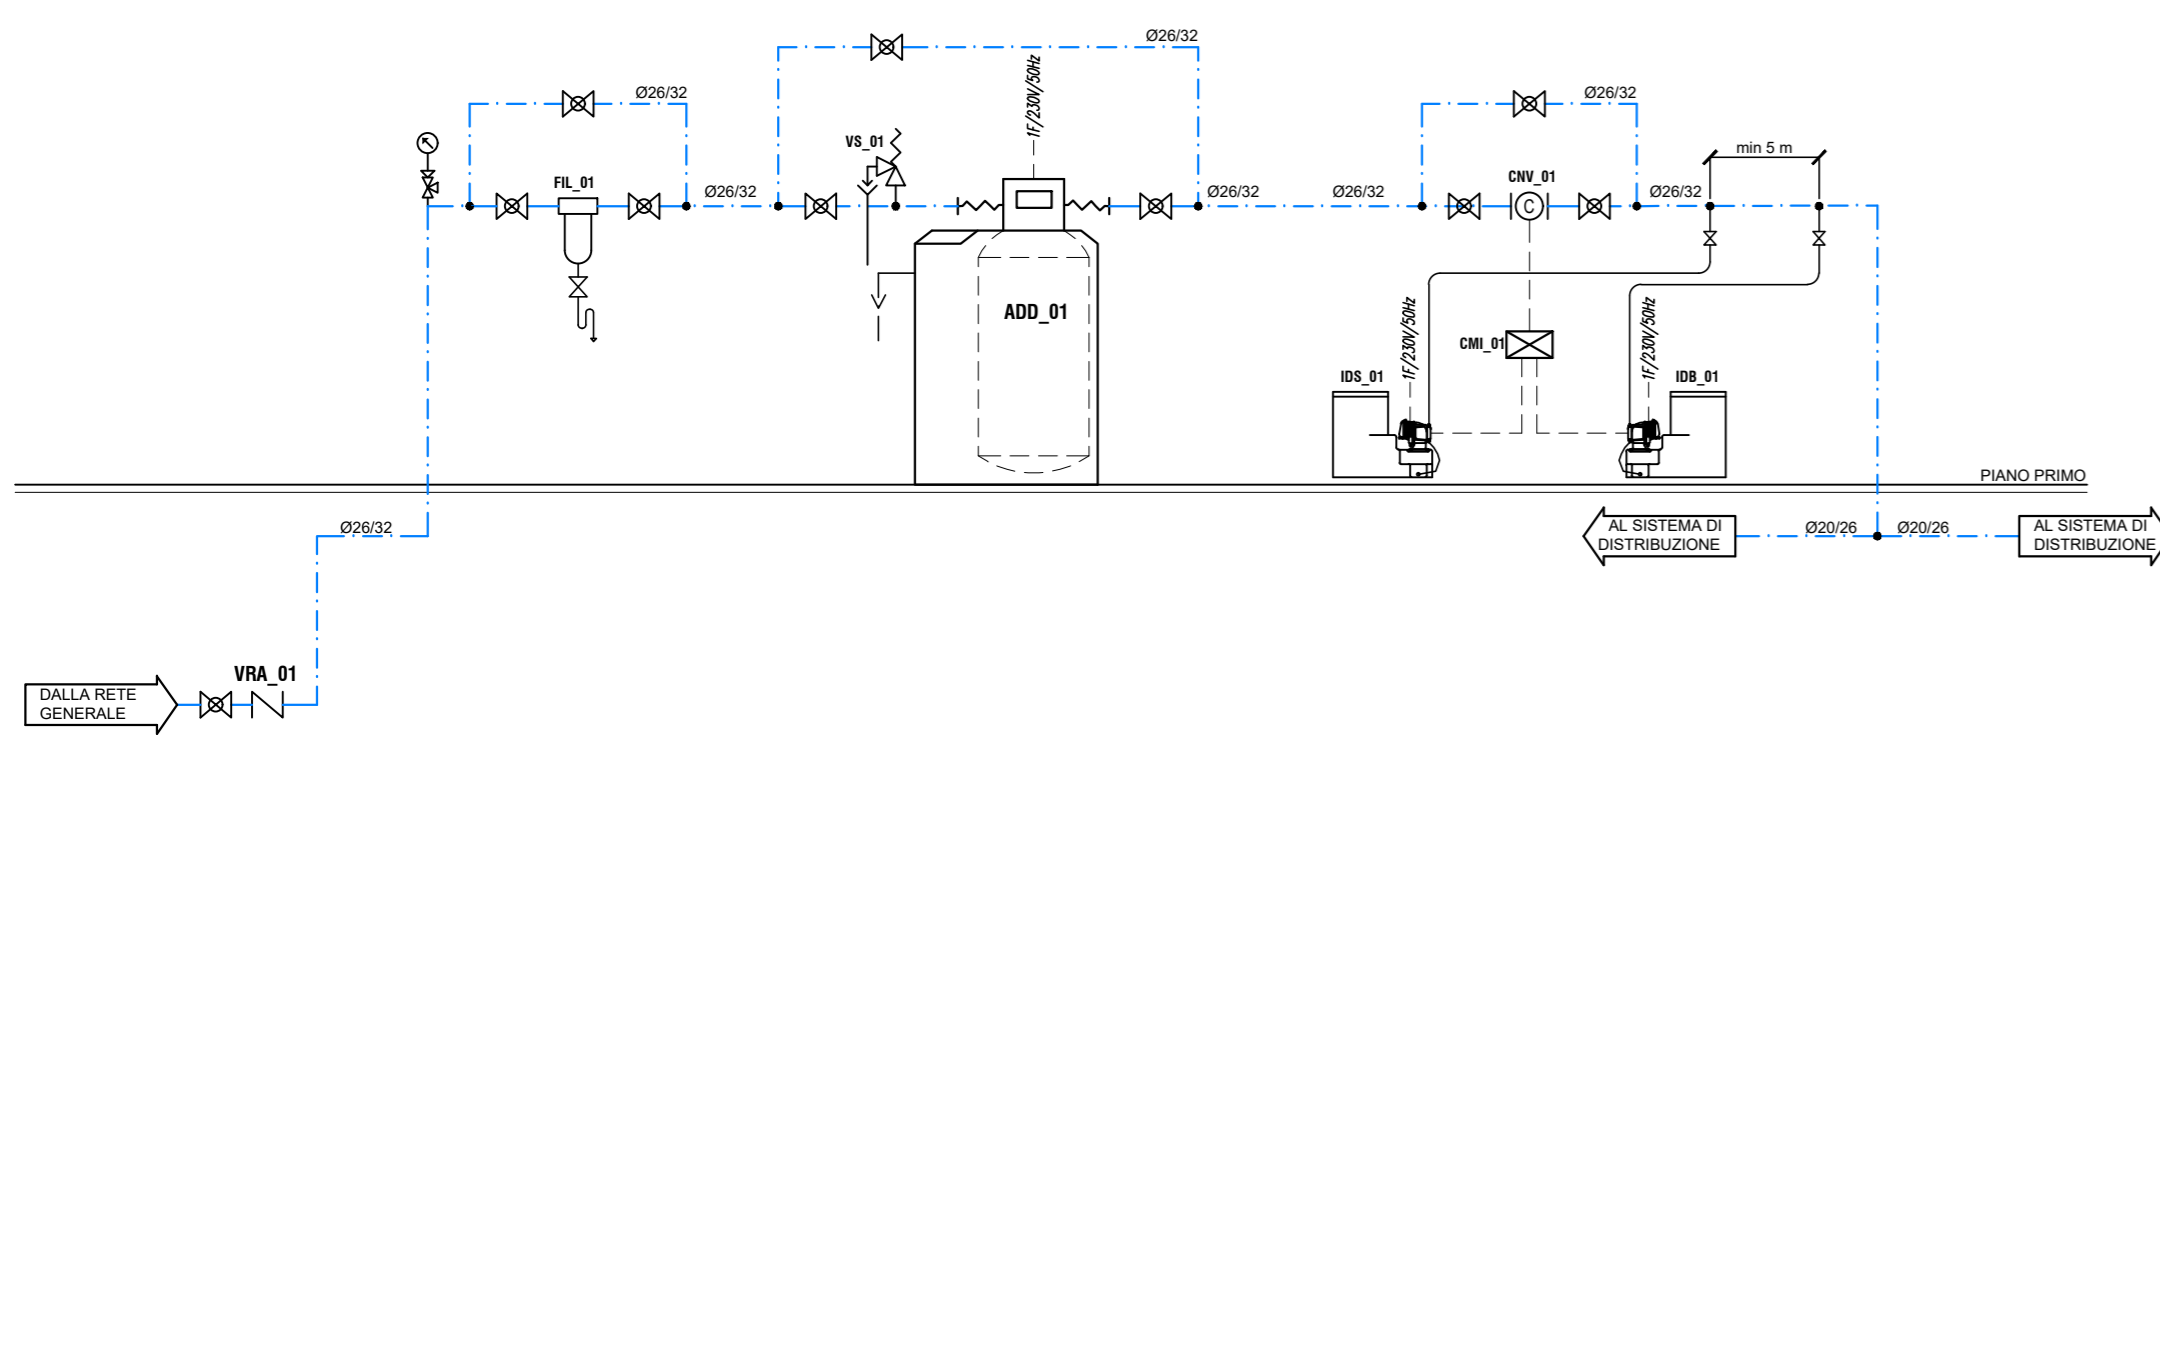 Ø26/32
1F/230V/50Hz
Ø26/32
Ø26/32
VS_01
min 5 m
FIL_01
CNV_01
Ø26/32
Ø26/32
Ø26/32
Ø26/32
C
ADD_01
1F/230V/50Hz
1F/230V/50Hz
CMI_01
IDS_01
IDB_01
PIANO PRIMO
Ø26/32
AL SISTEMA DI
DISTRIBUZIONE
Ø20/26
Ø20/26
AL SISTEMA DI
DISTRIBUZIONE
VRA_01
DALLA RETE
GENERALE